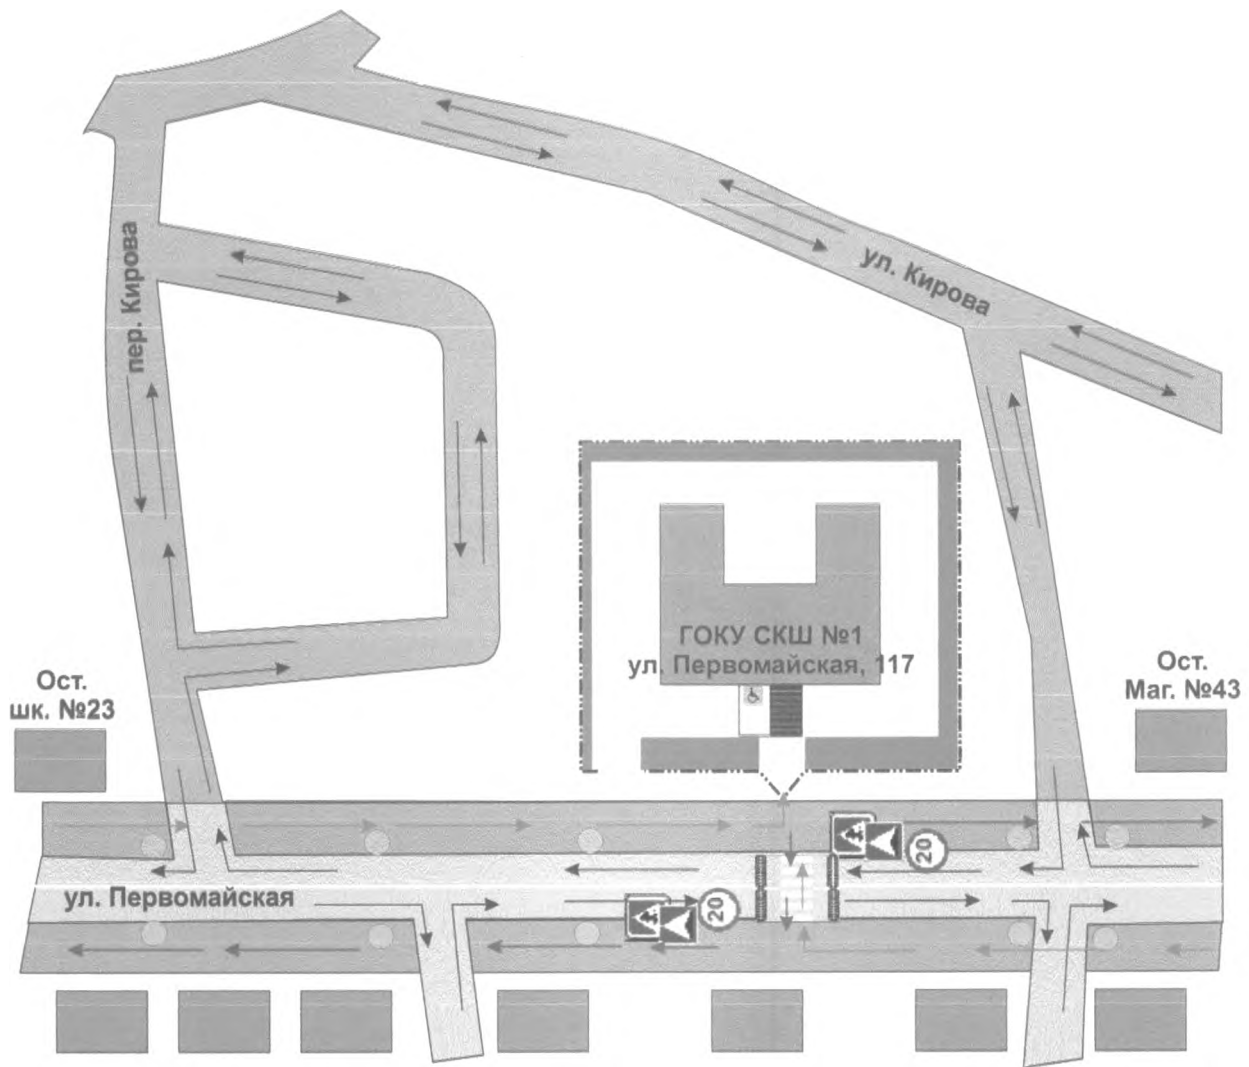 пер. Кирова
ул. Кирова
ГОКУ СКШ №1
ул. Первомайская, 117
Ост.
шк. №23
Ост.
Маг. №43
20
ул. Первомайская
20